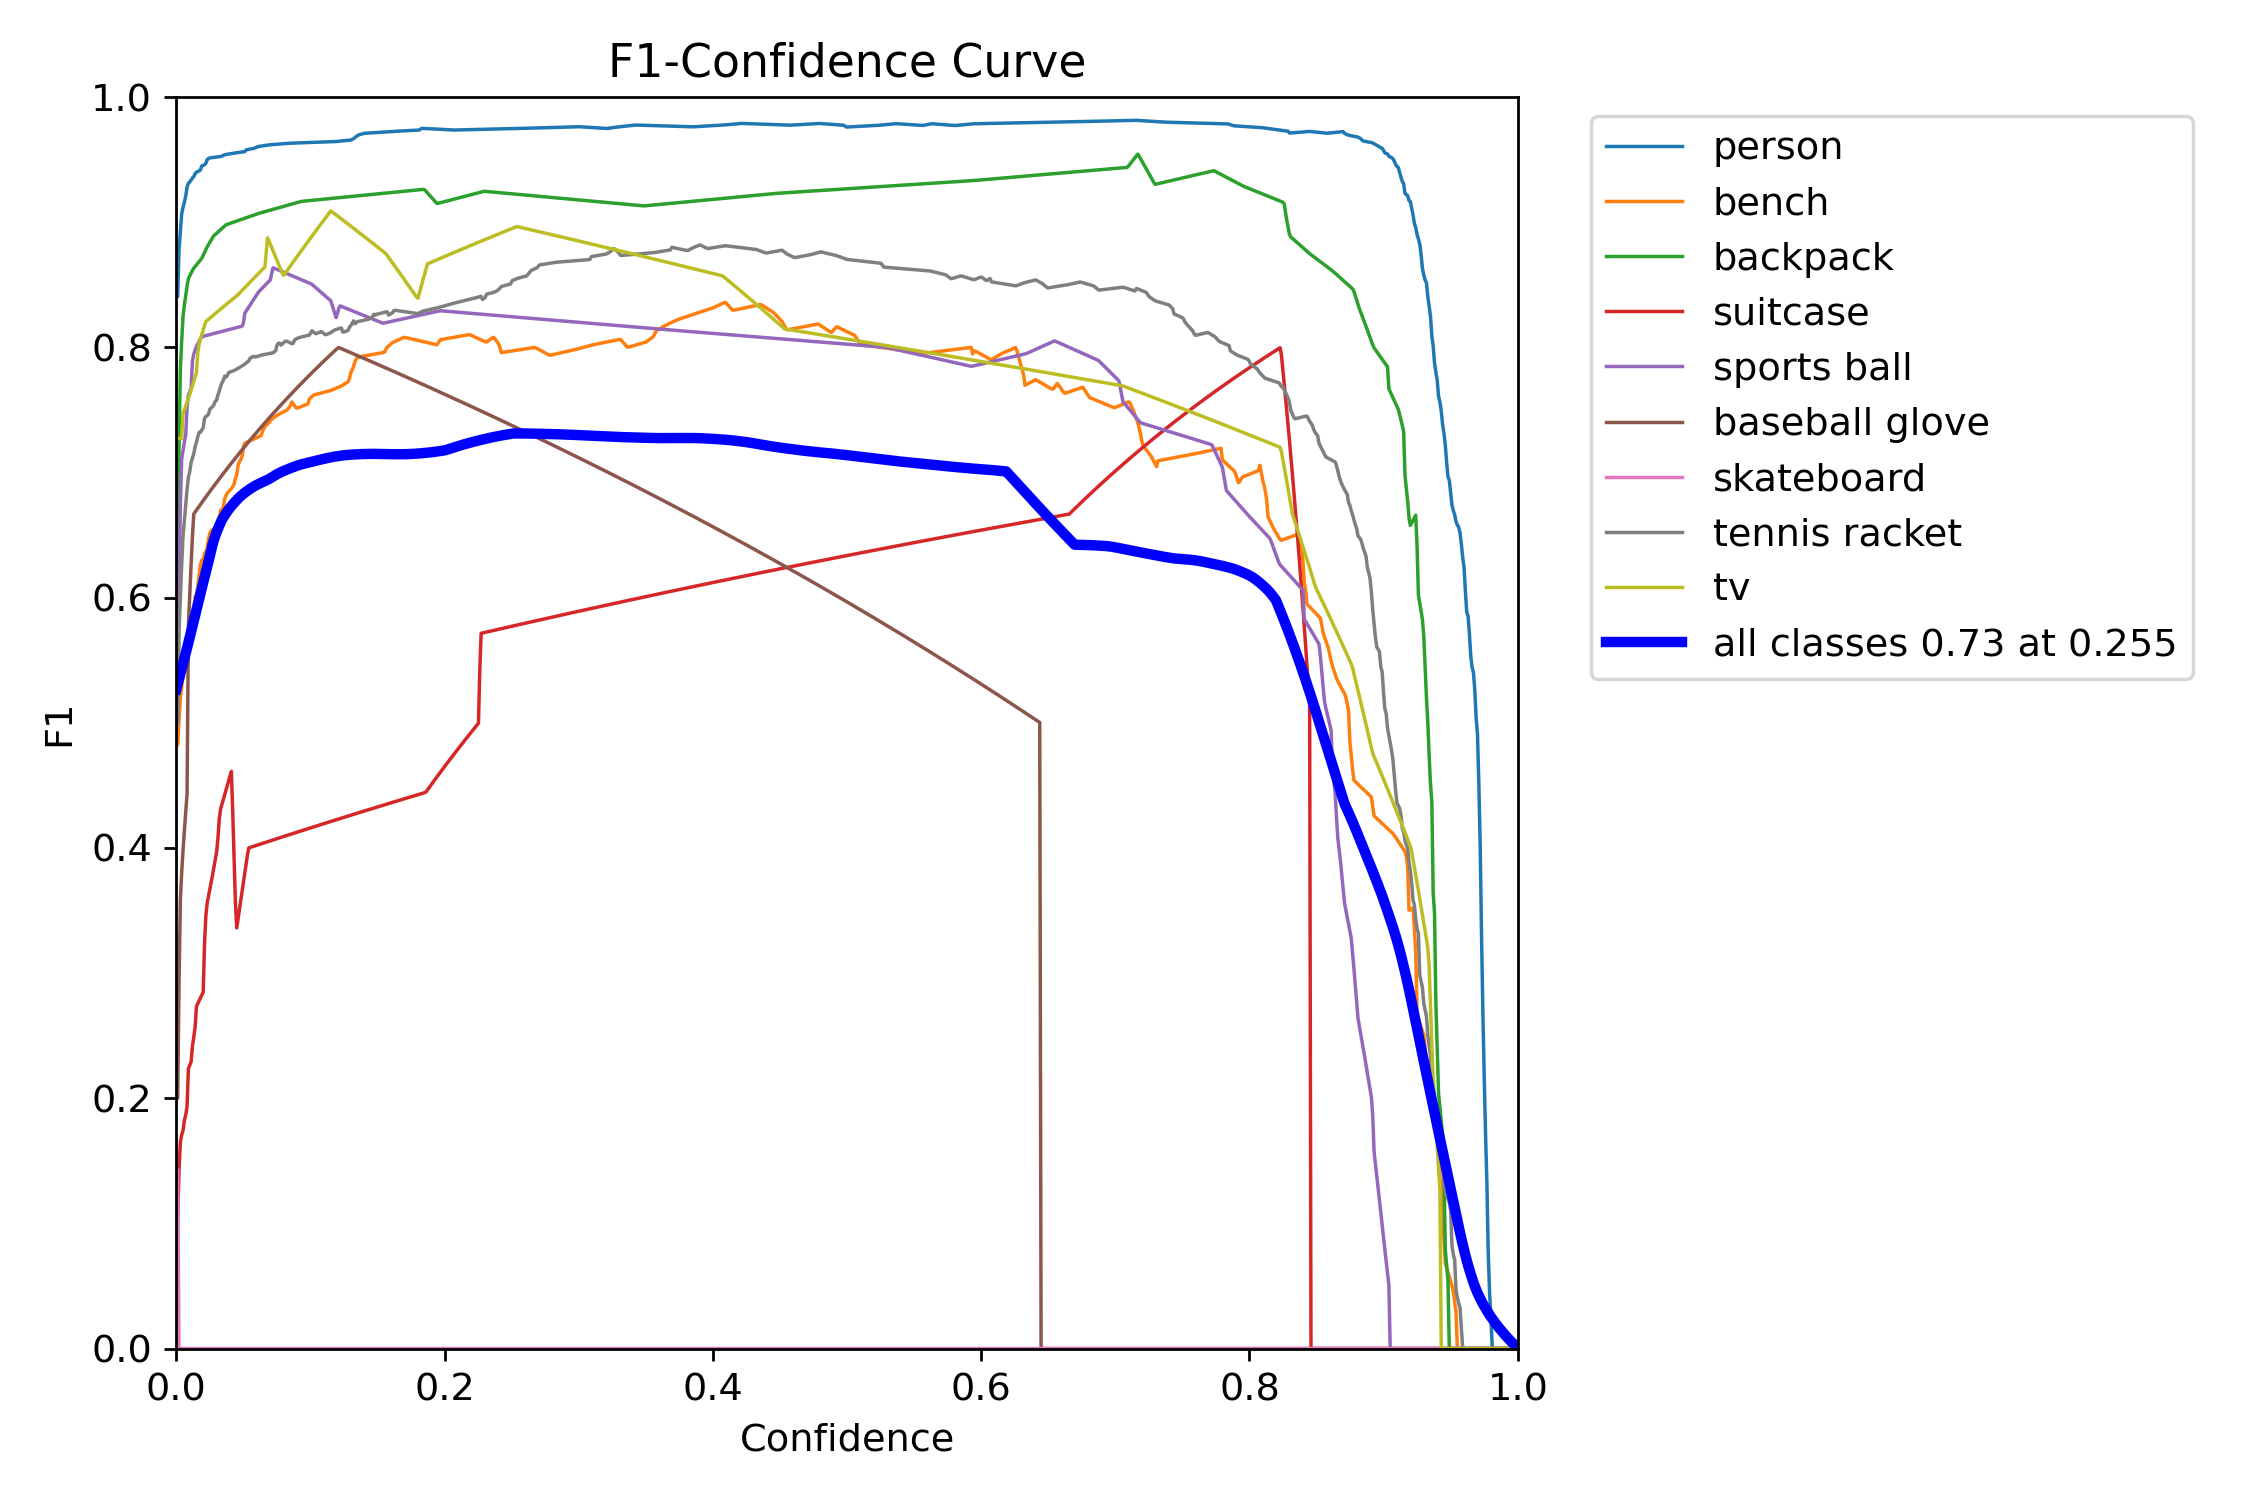 F1-Confidence Curve
1.0
0.8
0.6
0.4
0.2
0.0
F1
0.0 0.2 0.4 0.6 0.8 1.0
Confidence
person
bench
backpack
suitcase
sports ball
baseball glove
skateboard
tennis racket
tv
all classes 0.73 at 0.255